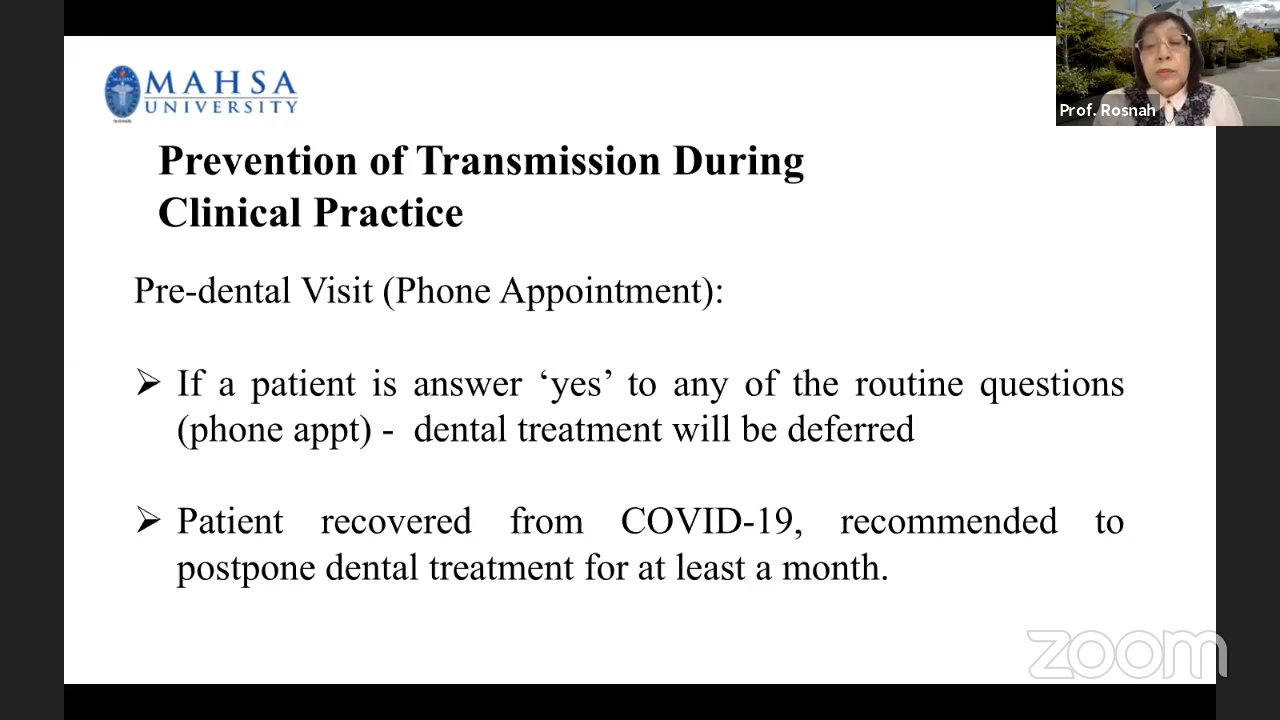 MAHSA
UNIVERSITY
Prof. Rosnah
Prevention of Transmission During
Clinical Practice
Pre-dental Visit (Phone Appointment):
➢ If a patient is answer ‘yes’ to any of the routine questions
(phone appt) - dental treatment will be deferred
➢ Patient recovered from COVID-19, recommended to
postpone dental treatment for at least a month.
zoom